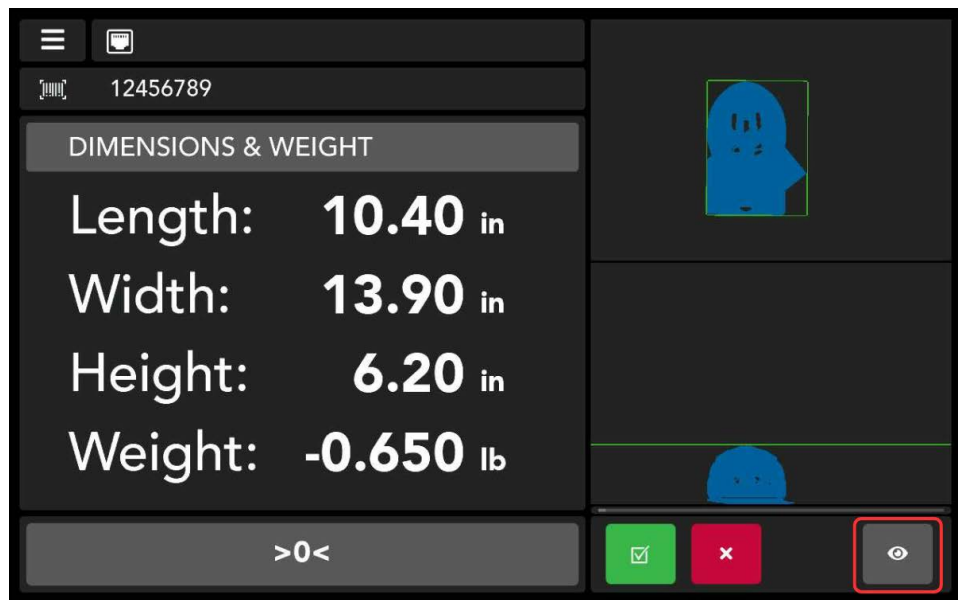 12456789
DIMENSIONS & WEIGHT
Length: 10.40 in
Width: 13.90 in
Height: 6.20 in
Weight: -0.650 lb
>0<